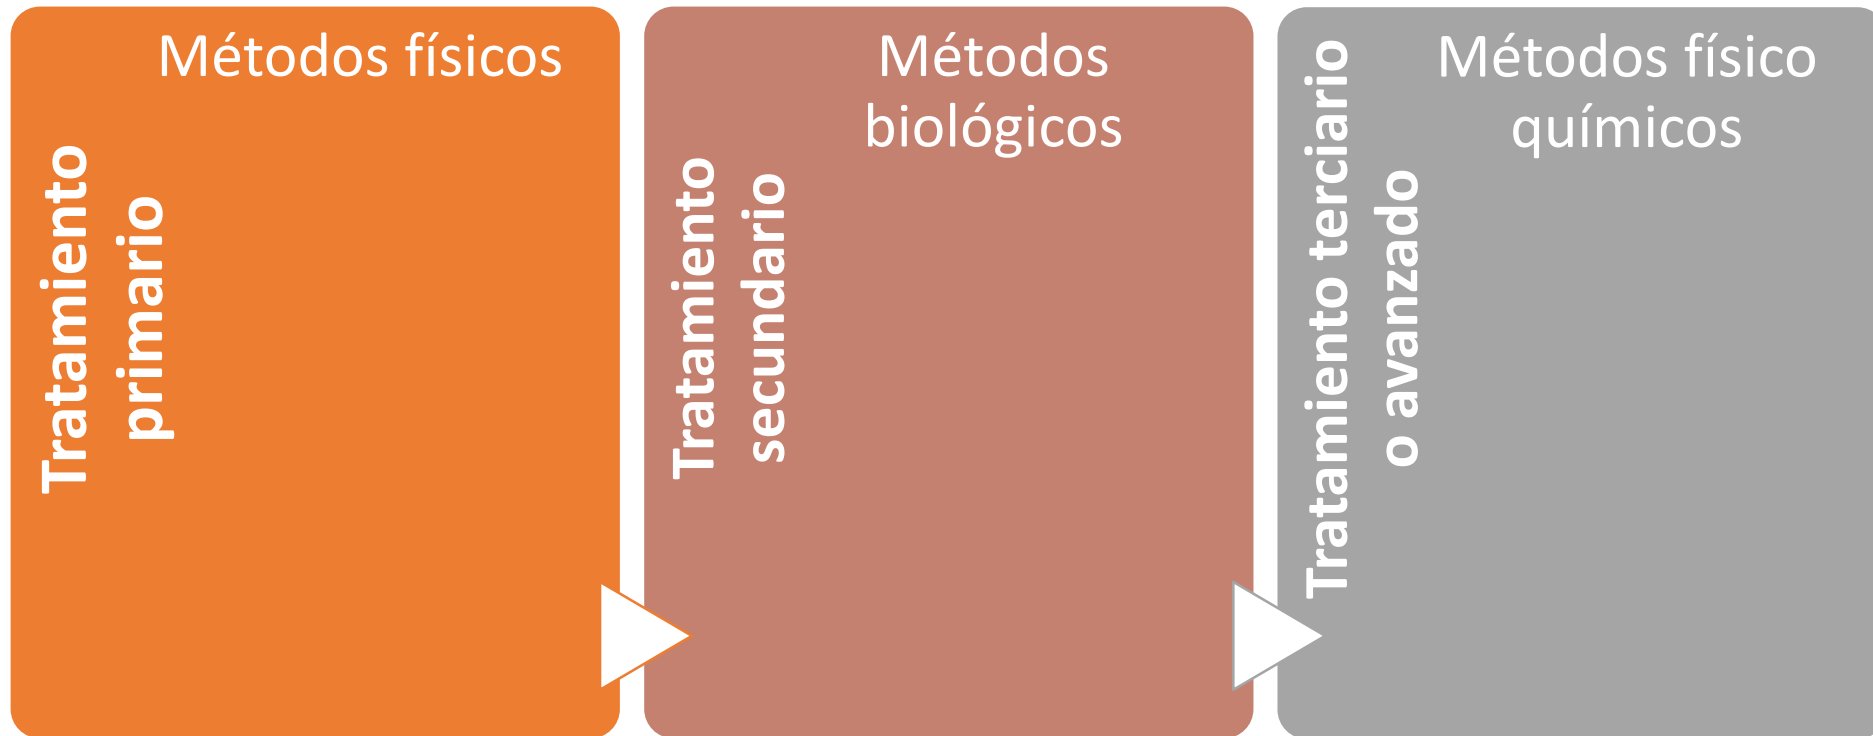 Tratamiento
primario
Métodos físicos
Tratamiento
secundario
Métodos
biológicos
Tratamiento terciario
o avanzado
Métodos físico
químicos